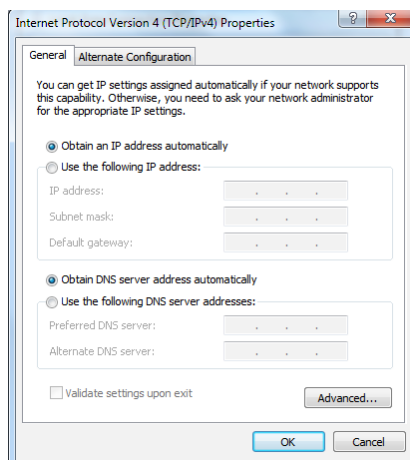 Internet Protocol Version 4 (TCP/IPv4) Properties
General
Alternate Configuration
You can get IP settings assigned automatically if your network supports
this capability. Otherwise, you need to ask your network administrator
for the appropriate IP settings.
Obtain an IP address automatically
Use the following IP address:
IP address:
Subnet mask:
Default gateway:
Obtain DNS server address automatically
Use the following DNS server addresses:
Preferred DNS server:
Alternate DNS server:
Validate settings upon exit
Advanced...
OK
Cancel